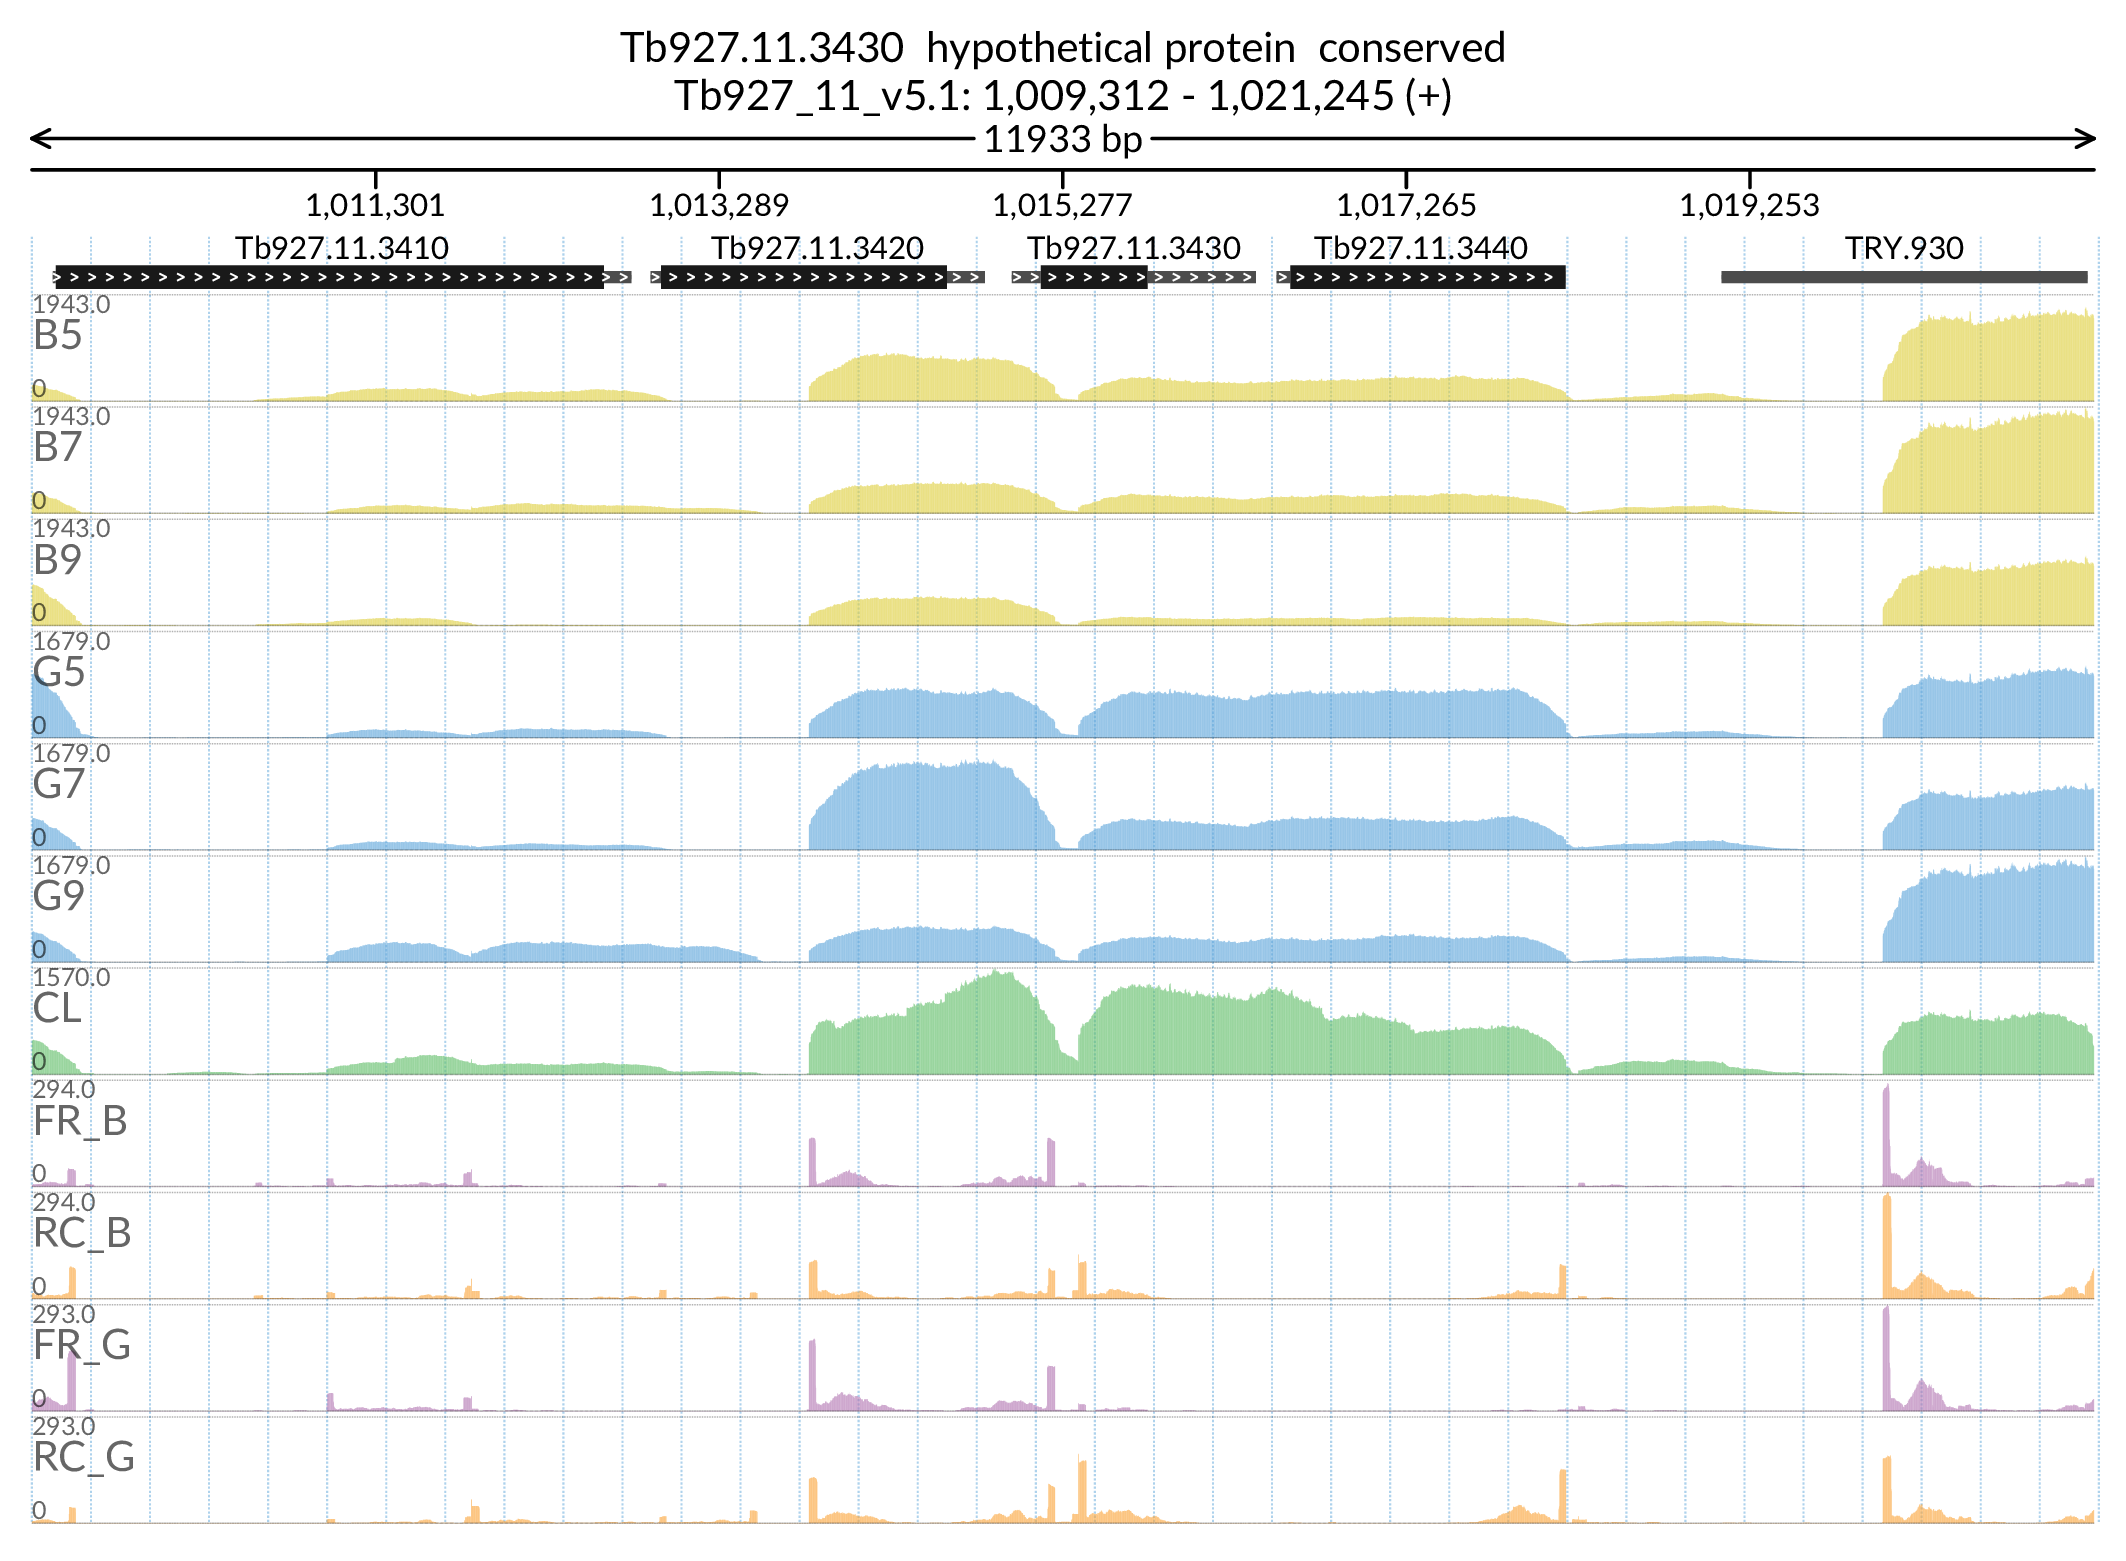 Tb927.11.3430 hypothetical protein conserved
Tb927_11_v5.1: 1,009,312 - 1,021,245 (+)
11933 bp
1,011,301 1,013,289 1,015,277 1,017,265 1,019,253
Tb927.11.3410 Tb927.11.3420 Tb927.11.3430 Tb927.11.3440 TRY.930
1943.0
B5
0
1943.0
B7
0
1943.0
B9
0
1679.0
G5
0
1679.0
G7
0
1679.0
G9
0
1570.0
CL
0
294.0
FR_B
0
294.0
RC_B
0
293.0
FR_G
0
293.0
RC_G
0